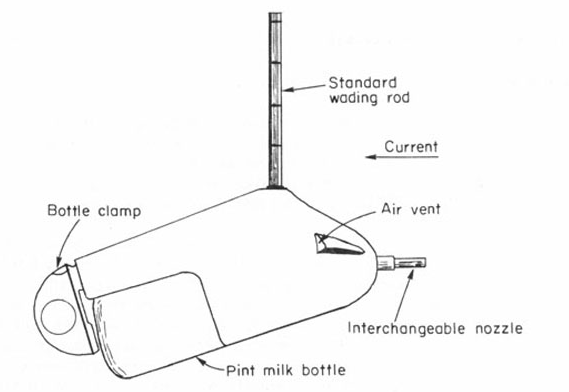 Standard
wading rod
Current
Bottle clamp
Air vent
Interchangeable nozzle
Pint milk bottle